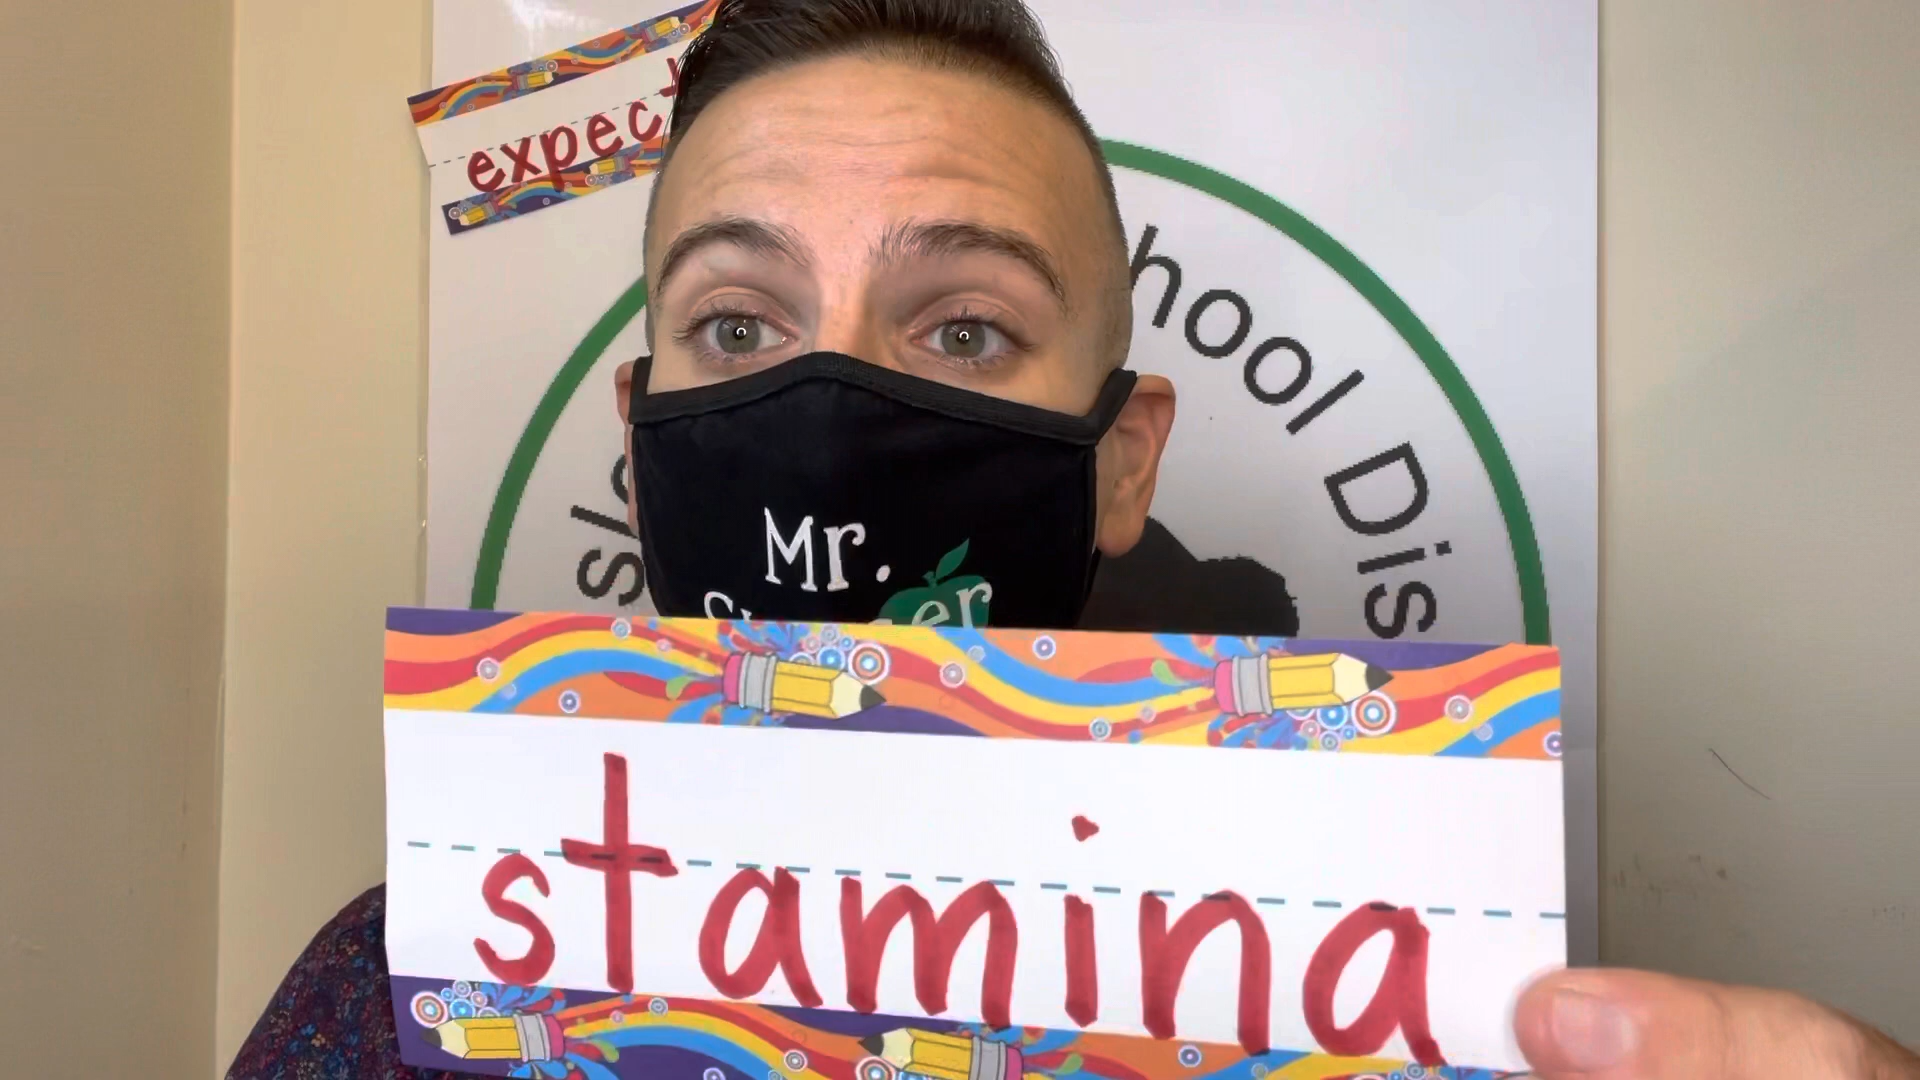 expect
hool Dis
Mr.
stamina